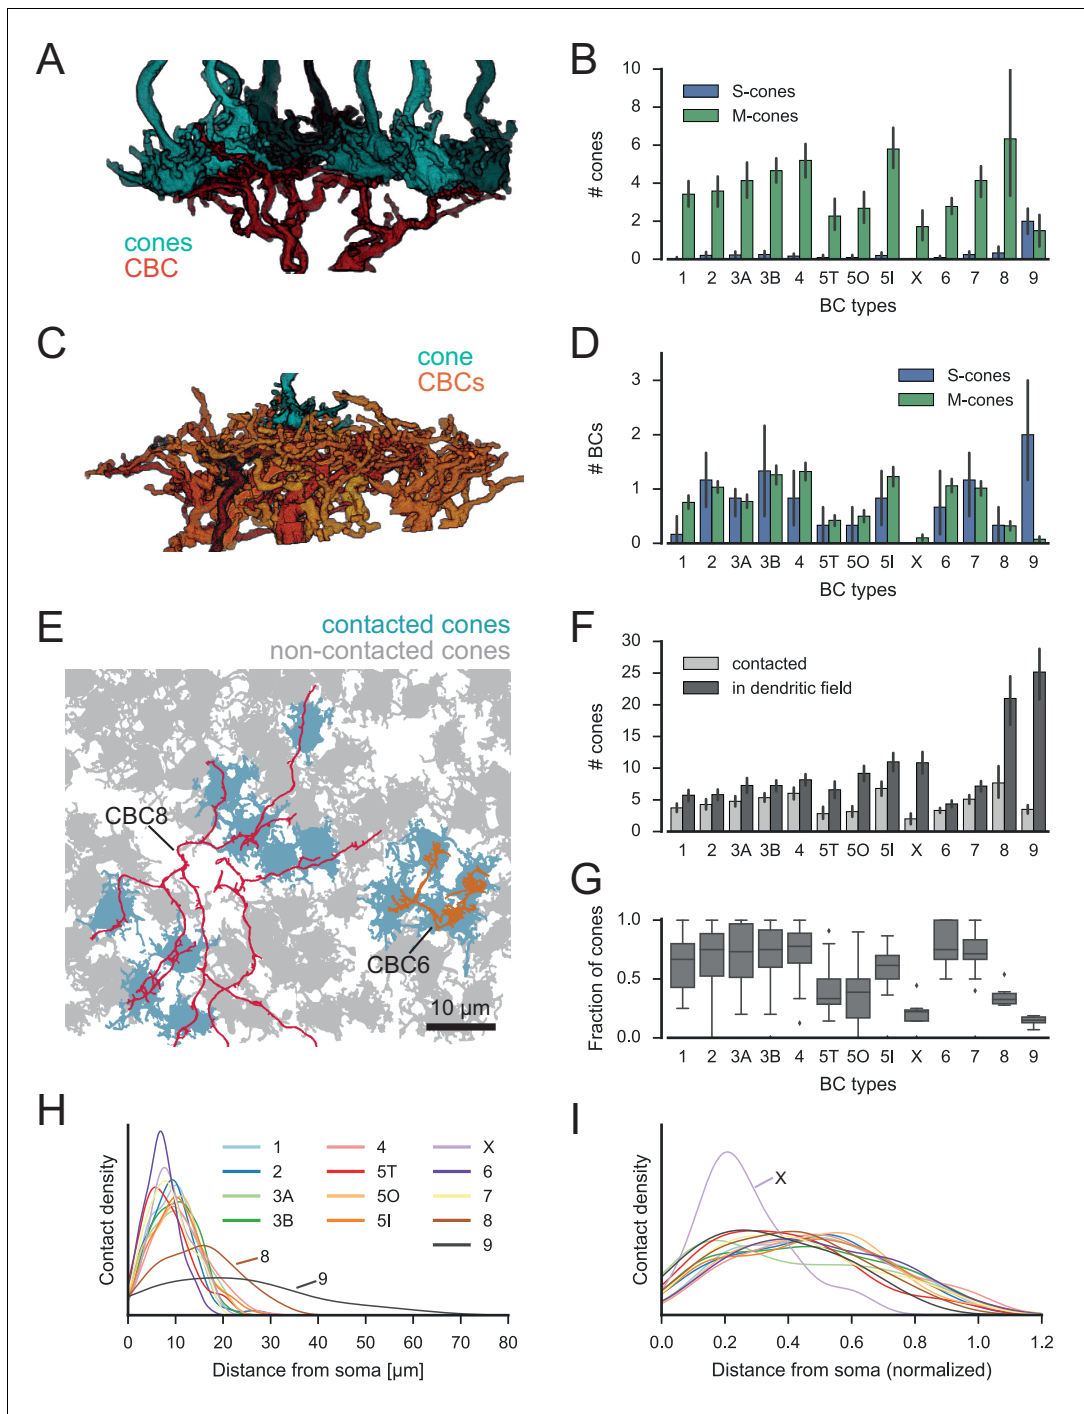 A
cones
CBC
B
10
8
6
4
2
0
# cones
S-cones
M-cones
1 2 3A 3B 4 5T 5O 5I X 6 7 8 9
BC types
C
cone
CBCs
D
3
2
1
0
# BCs
S-cones
M-cones
1 2 3A 3B 4 5T 5O 5I X 6 7 8 9
BC types
E
contacted cones
non-contacted cones
CBC8
CBC6
10 µm
F
30
25
20
15
10
5
0
# cones
contacted
in dendritic field
1 2 3A 3B 4 5T 5O 5I X 6 7 8 9
G
1.0
0.5
0.0
Fraction of cones
1 2 3A 3B 4 5T 5O 5I X 6 7 8 9
BC types
H
Contact density
1 4 X
2 5T 6
3A 5O 7
3B 5I 8
9
8
9
0 10 20 30 40 50 60 70 80
Distance from soma [µm]
I
Contact density
X
0.0 0.2 0.4 0.6 0.8 1.0 1.2
Distance from soma (normalized)